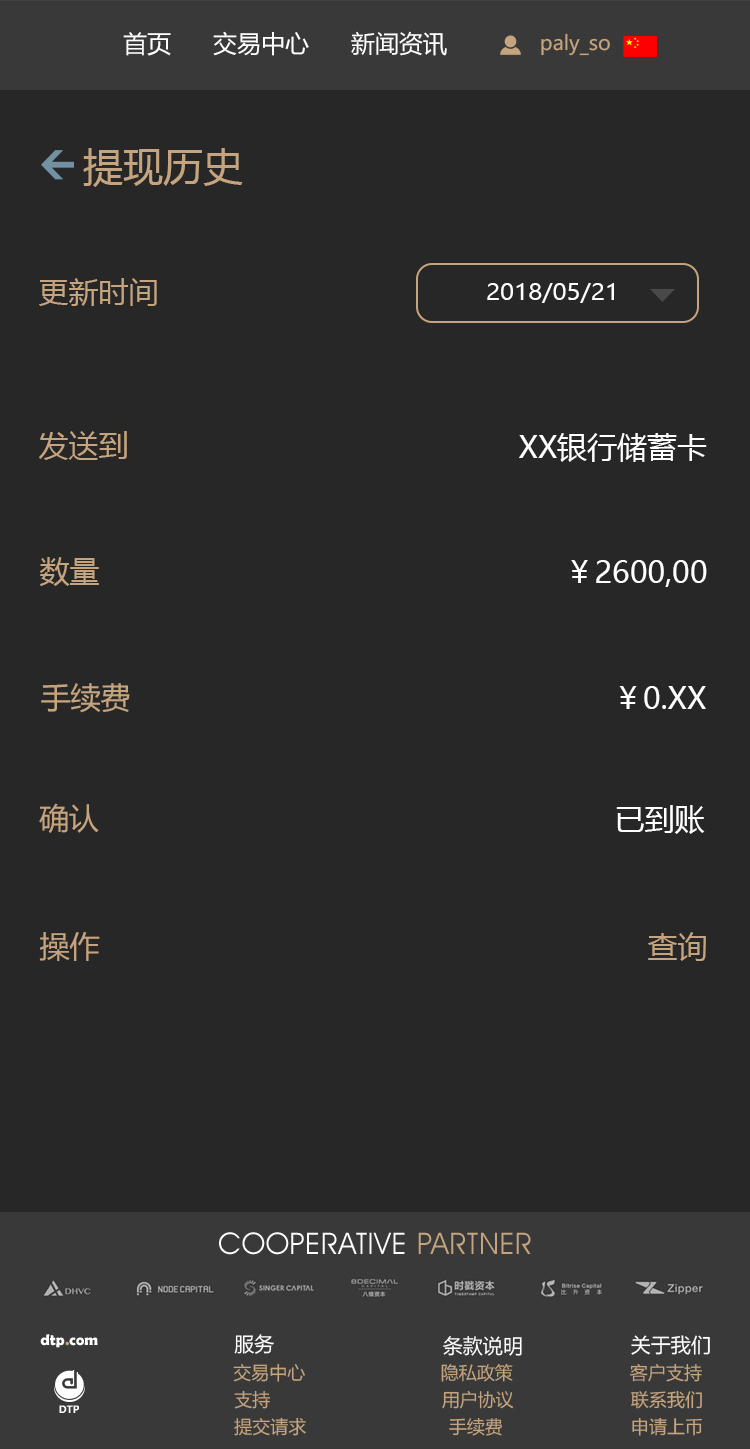 首页 交易中心 新闻资讯 paly_so
提现历史
更新时间 2018/05/21
发送到 XX银行储蓄卡
数量 ¥2600,00
手续费 ¥0.XX
确认 已到账
操作 查询
COOPERATIVE PARTNER
DHVC NODE CAPITAL SINGER CAPITAL 8DECIMAL CAPITAL 八维资本 时戳资本 TIMESTAMP CAPITAL Bitrise Capital 比升资本 Zipper
dtp.com 服务 条款说明 关于我们
交易中心 隐私政策 客户支持
支持 用户协议 联系我们
DTP 提交请求 手续费 申请上币